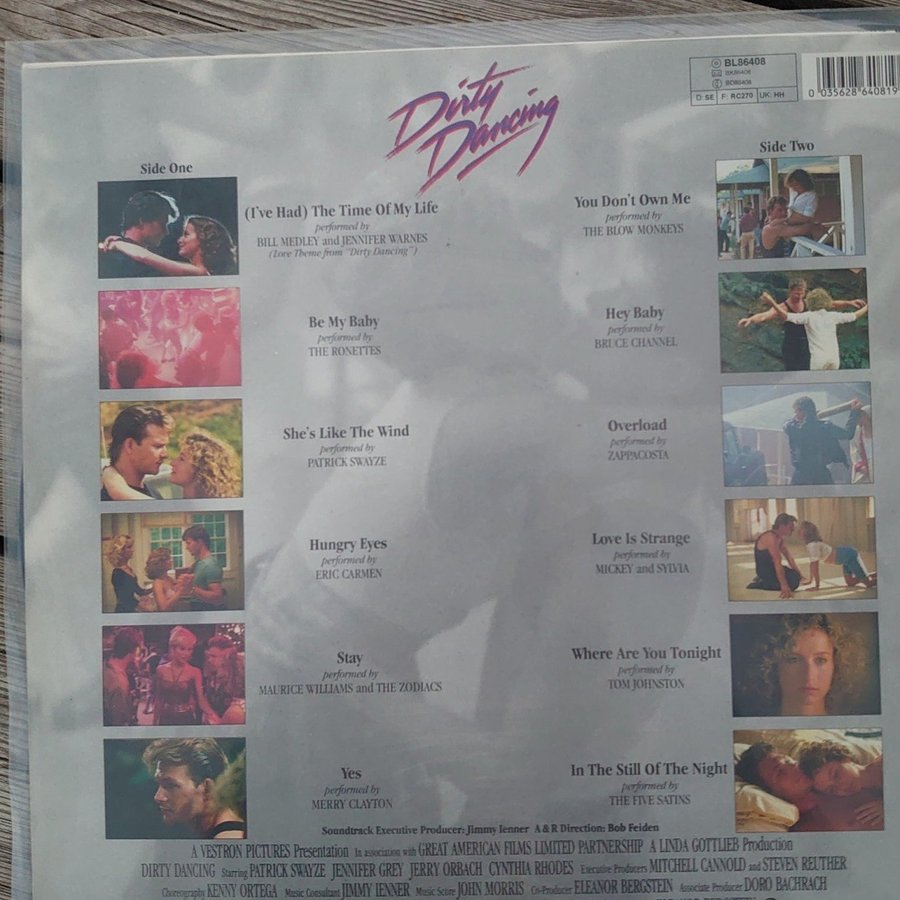 Dirty
Dancing
BL86408
BK86408
BD86408
D: SE F: RC270 UK: HH
0 035628 640819
Side One
(I've Had) The Time Of My Life
performed by
BILL MEDLEY and JENNIFER WARNES
(Love Theme from "Dirty Dancing")
Be My Baby
performed by
THE RONETTES
She's Like The Wind
performed by
PATRICK SWAYZE
Hungry Eyes
performed by
ERIC CARMEN
Stay
performed by
MAURICE WILLIAMS and THE ZODIACS
Yes
performed by
MERRY CLAYTON
Side Two
You Don't Own Me
performed by
THE BLOW MONKEYS
Hey Baby
performed by
BRUCE CHANNEL
Overload
performed by
ZAPPACOSTA
Love Is Strange
performed by
MICKEY and SYLVIA
Where Are You Tonight
performed by
TOM JOHNSTON
In The Still Of The Night
performed by
THE FIVE SATINS
Soundtrack Executive Producer: Jimmy Ienner A & R Direction: Bob Feiden
A VESTRON PICTURES Presentation In association with GREAT AMERICAN FILMS LIMITED PARTNERSHIP A LINDA GOTTLIEB Production
DIRTY DANCING Starring PATRICK SWAYZE JENNIFER GREY JERRY ORBACH CYNTHIA RHODES Executive Producers MITCHELL CANNOLD and STEVEN REUTHER
Choreography KENNY ORTEGA Music Consultant JIMMY IENNER Music Score JOHN MORRIS Co-Producer ELEANOR BERGSTEIN Associate Producer DORO BACHRACH